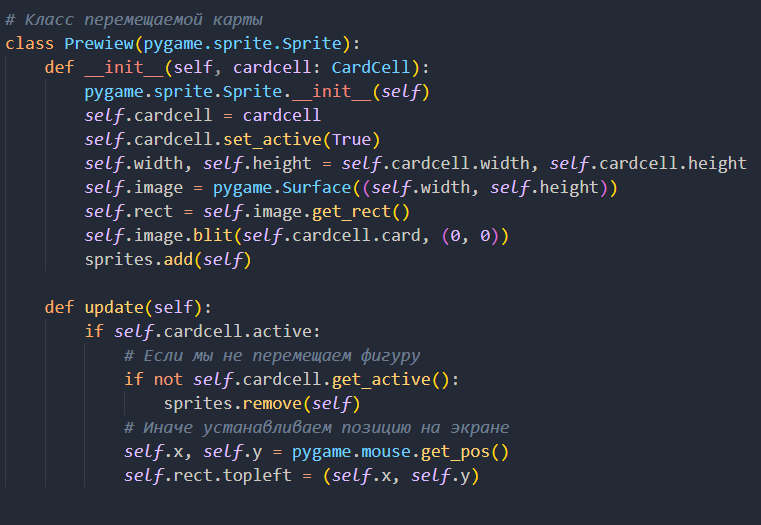 # Класс перемещаемой карты
class Prewiew(pygame.sprite.Sprite):
    def __init__(self, cardcell: CardCell):
        pygame.sprite.Sprite.__init__(self)
        self.cardcell = cardcell
        self.cardcell.set_active(True)
        self.width, self.height = self.cardcell.width, self.cardcell.height
        self.image = pygame.Surface((self.width, self.height))
        self.rect = self.image.get_rect()
        self.image.blit(self.cardcell.card, (0, 0))
        sprites.add(self)

    def update(self):
        if self.cardcell.active:
            # Если мы не перемещаем фигуру
            if not self.cardcell.get_active():
                sprites.remove(self)
            # Иначе устанавливаем позицию на экране
            self.x, self.y = pygame.mouse.get_pos()
            self.rect.topleft = (self.x, self.y)